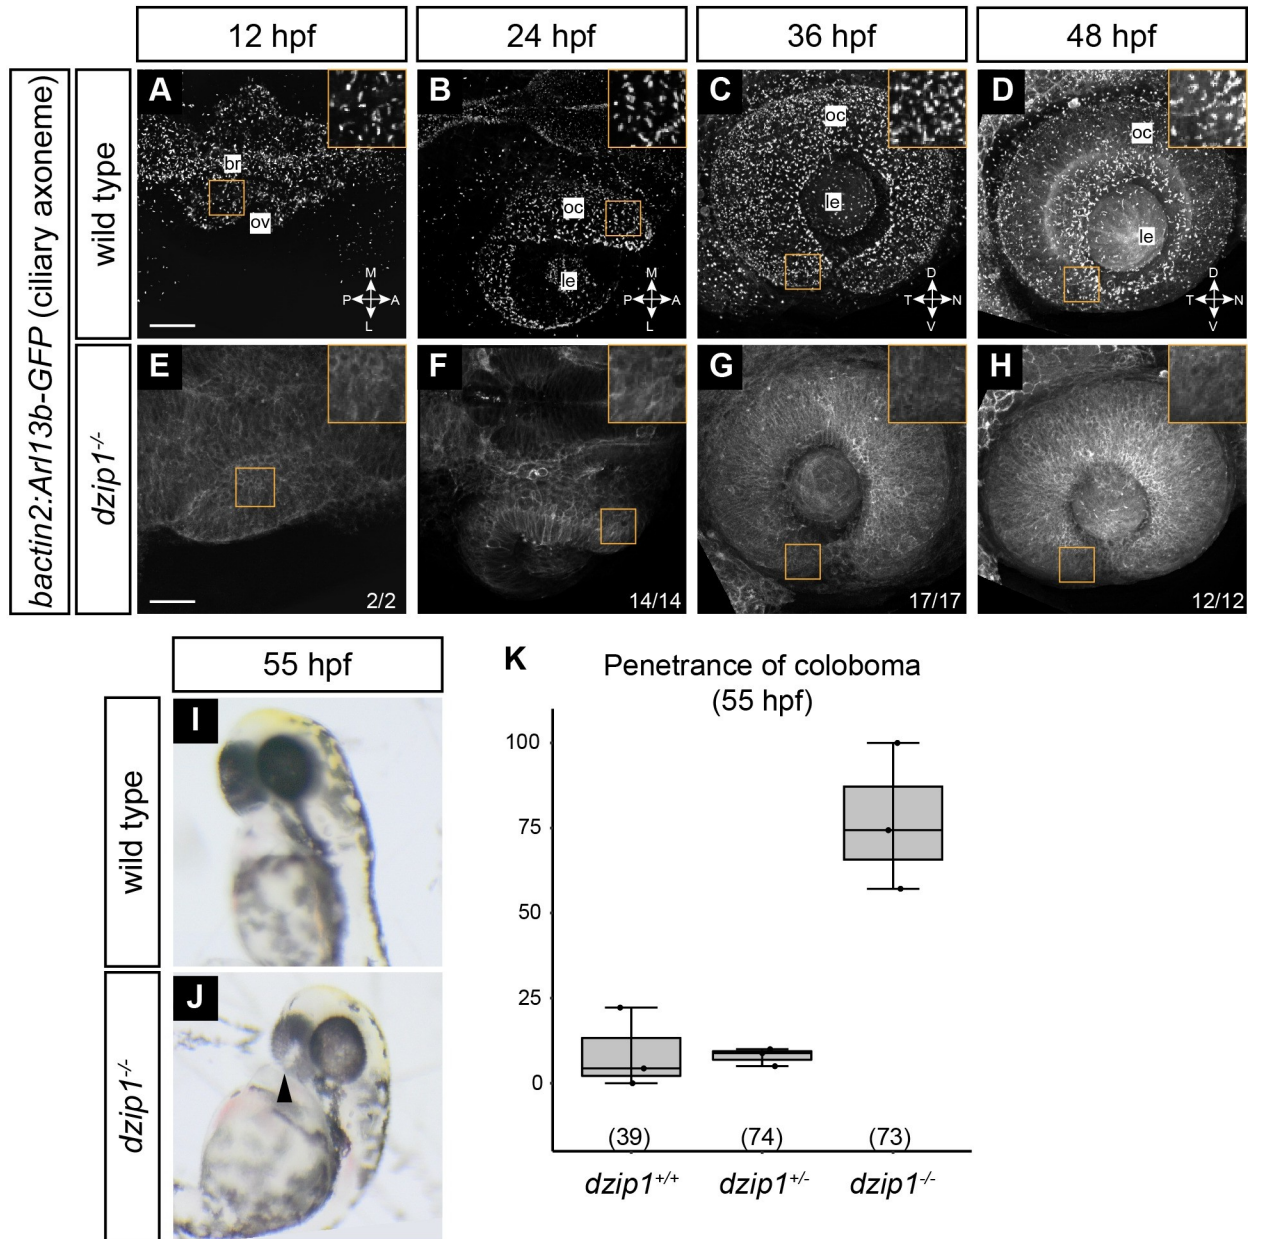 12 hpf
24 hpf
36 hpf
48 hpf
bactin2:Arl13b-GFP (ciliary axoneme)
wild type
A
br
ov
M
P
A
L
B
oc
le
M
P
A
L
C
oc
le
D
T
N
V
D
oc
le
D
T
N
V
dzip1-/-
E
2/2
F
14/14
G
17/17
H
12/12
55 hpf
wild type
I
dzip1-/-
J
K
Penetrance of coloboma
(55 hpf)
100
75
50
25
0
(39)
(74)
(73)
dzip1+/+
dzip1+/-
dzip1-/-